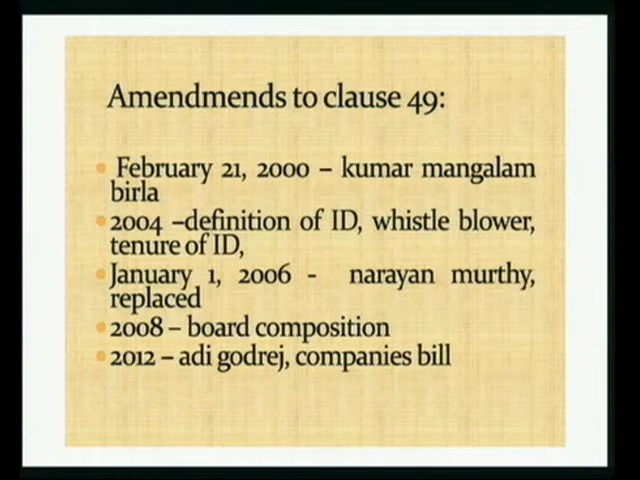 Amendmends to clause 49:
February 21, 2000 – kumar mangalam
birla
2004 –definition of ID, whistle blower,
tenure of ID,
January 1, 2006 - narayan murthy,
replaced
2008 – board composition
2012 – adi godrej, companies bill